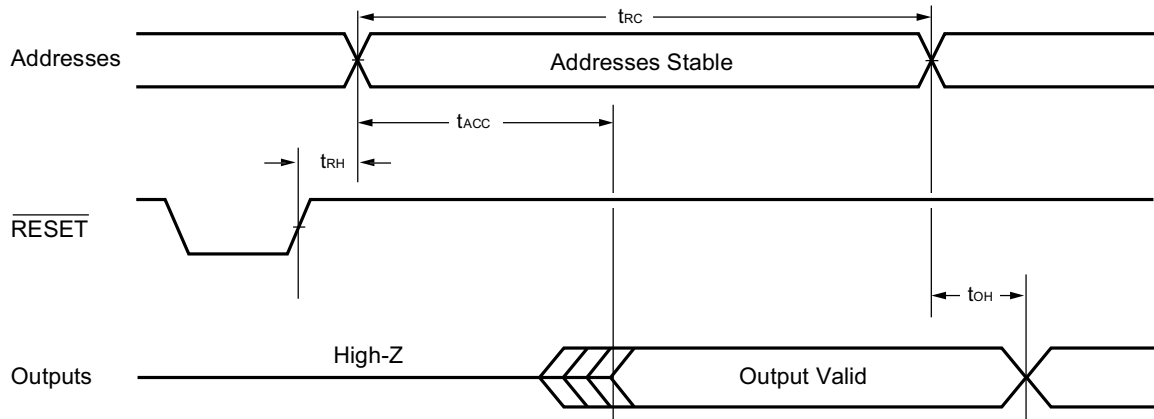 tRC
Addresses
Addresses Stable
tACC
tRH
RESET
tOH
High-Z
Outputs
Output Valid